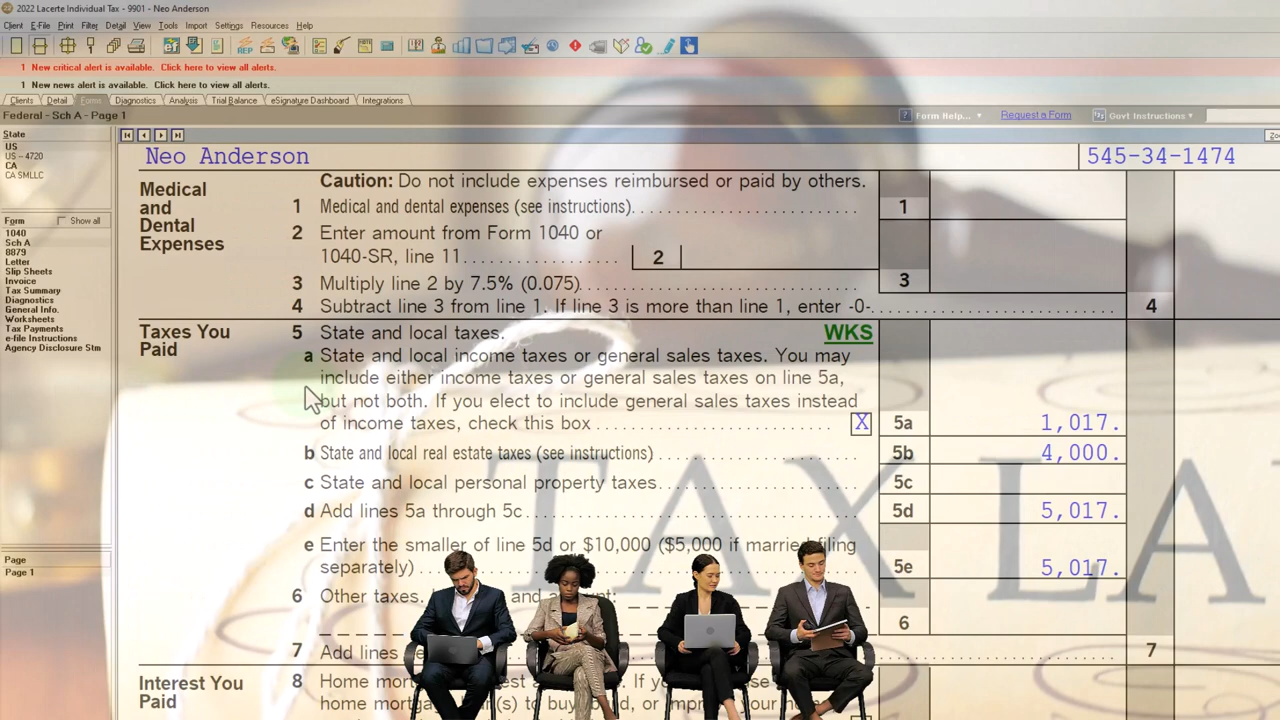 2022 Lacerte Individual Tax - 9901 - Neo Anderson
Client E-File Print Filter Detail View Tools Import Settings Resources Help
1 New critical alert is available. Click here to view all alerts.
1 New news alert is available. Click here to view all alerts.
Clients Detail Forms Diagnostics Analysis Trial Balance eSignature Dashboard Integrations
Federal - Sch A - Page 1
Form Help... Request a Form Govt Instructions
State
US
US - 4720
CA
CA SMLLC
Form Show all
1040
Sch A
8879
Letter
Slip Sheets
Invoice
Tax Summary
Diagnostics
General Info.
Worksheets
Tax Payments
e-file Instructions
Agency Disclosure Stm
Page
Page 1
Neo Anderson 545-34-1474
Medical and Dental Expenses
Caution: Do not include expenses reimbursed or paid by others.
1 Medical and dental expenses (see instructions) 1
2 Enter amount from Form 1040 or
1040-SR, line 11 2
3 Multiply line 2 by 7.5% (0.075) 3
4 Subtract line 3 from line 1. If line 3 is more than line 1, enter -0- 4
Taxes You Paid
5 State and local taxes. WKS
a State and local income taxes or general sales taxes. You may
include either income taxes or general sales taxes on line 5a,
but not both. If you elect to include general sales taxes instead
of income taxes, check this box X 5a 1,017.
b State and local real estate taxes (see instructions) 5b 4,000.
c State and local personal property taxes 5c
d Add lines 5a through 5c 5d 5,017.
e Enter the smaller of line 5d or $10,000 ($5,000 if married filing
separately) 5e 5,017.
6 Other taxes. and 6
7 Add lines 7
Interest You Paid
8 Home If
home to buy, or your
TAX LA